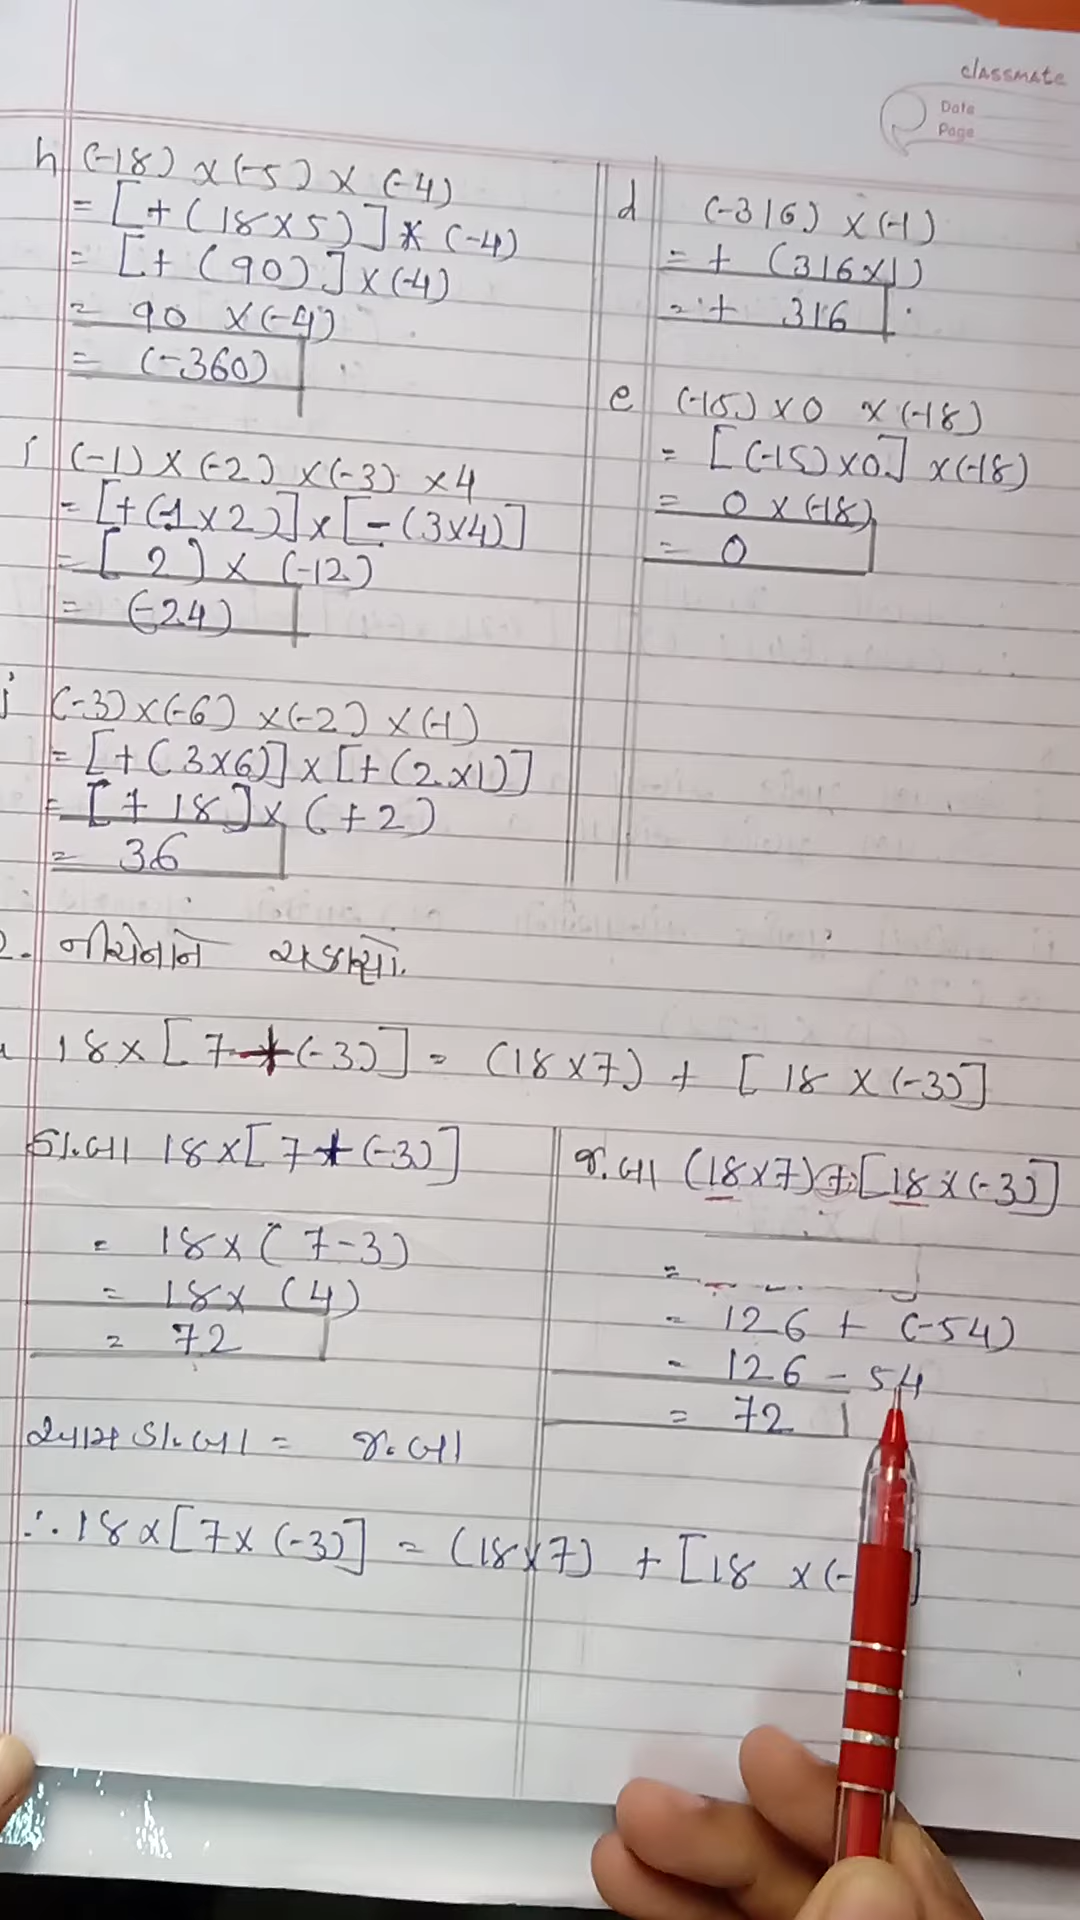 classmate
Date
Page
h (-18) × (-5) × (-4)
= [+(18×5)] × (-4)
= [+(90)] × (-4)
= 90 × (-4)
= (-360)
i (-1) × (-2) × (-3) × 4
= [+(1×2)] × [-(3×4)]
= [2) × (-12)
= (-24)
j (-3) × (-6) × (-2) × (-1)
= [+(3×6)] × [+(2×1)]
= [+18] × (+2)
= 36
d (-316) × (-1)
= + (316×1)
= + 316
e (-15) × 0 × (-18)
= [(-15) × 0] × (-18)
= 0 × (-18)
= 0
2. નીચેનાને ચકાસો.
a 18 × [7 + (-3)] = (18×7) + [18 × (-3)]
ડા.બા 18 × [7 + (-3)]
= 18 × (7-3)
= 18 × (4)
= 72
જ.બા (18×7) + [18 × (-3)]
=
= 126 + (-54)
= 126 - 54
= 72
આમ ડા.બા = જ.બા
∴ 18 × [7 × (-3)] = (18×7) + [18 × (-